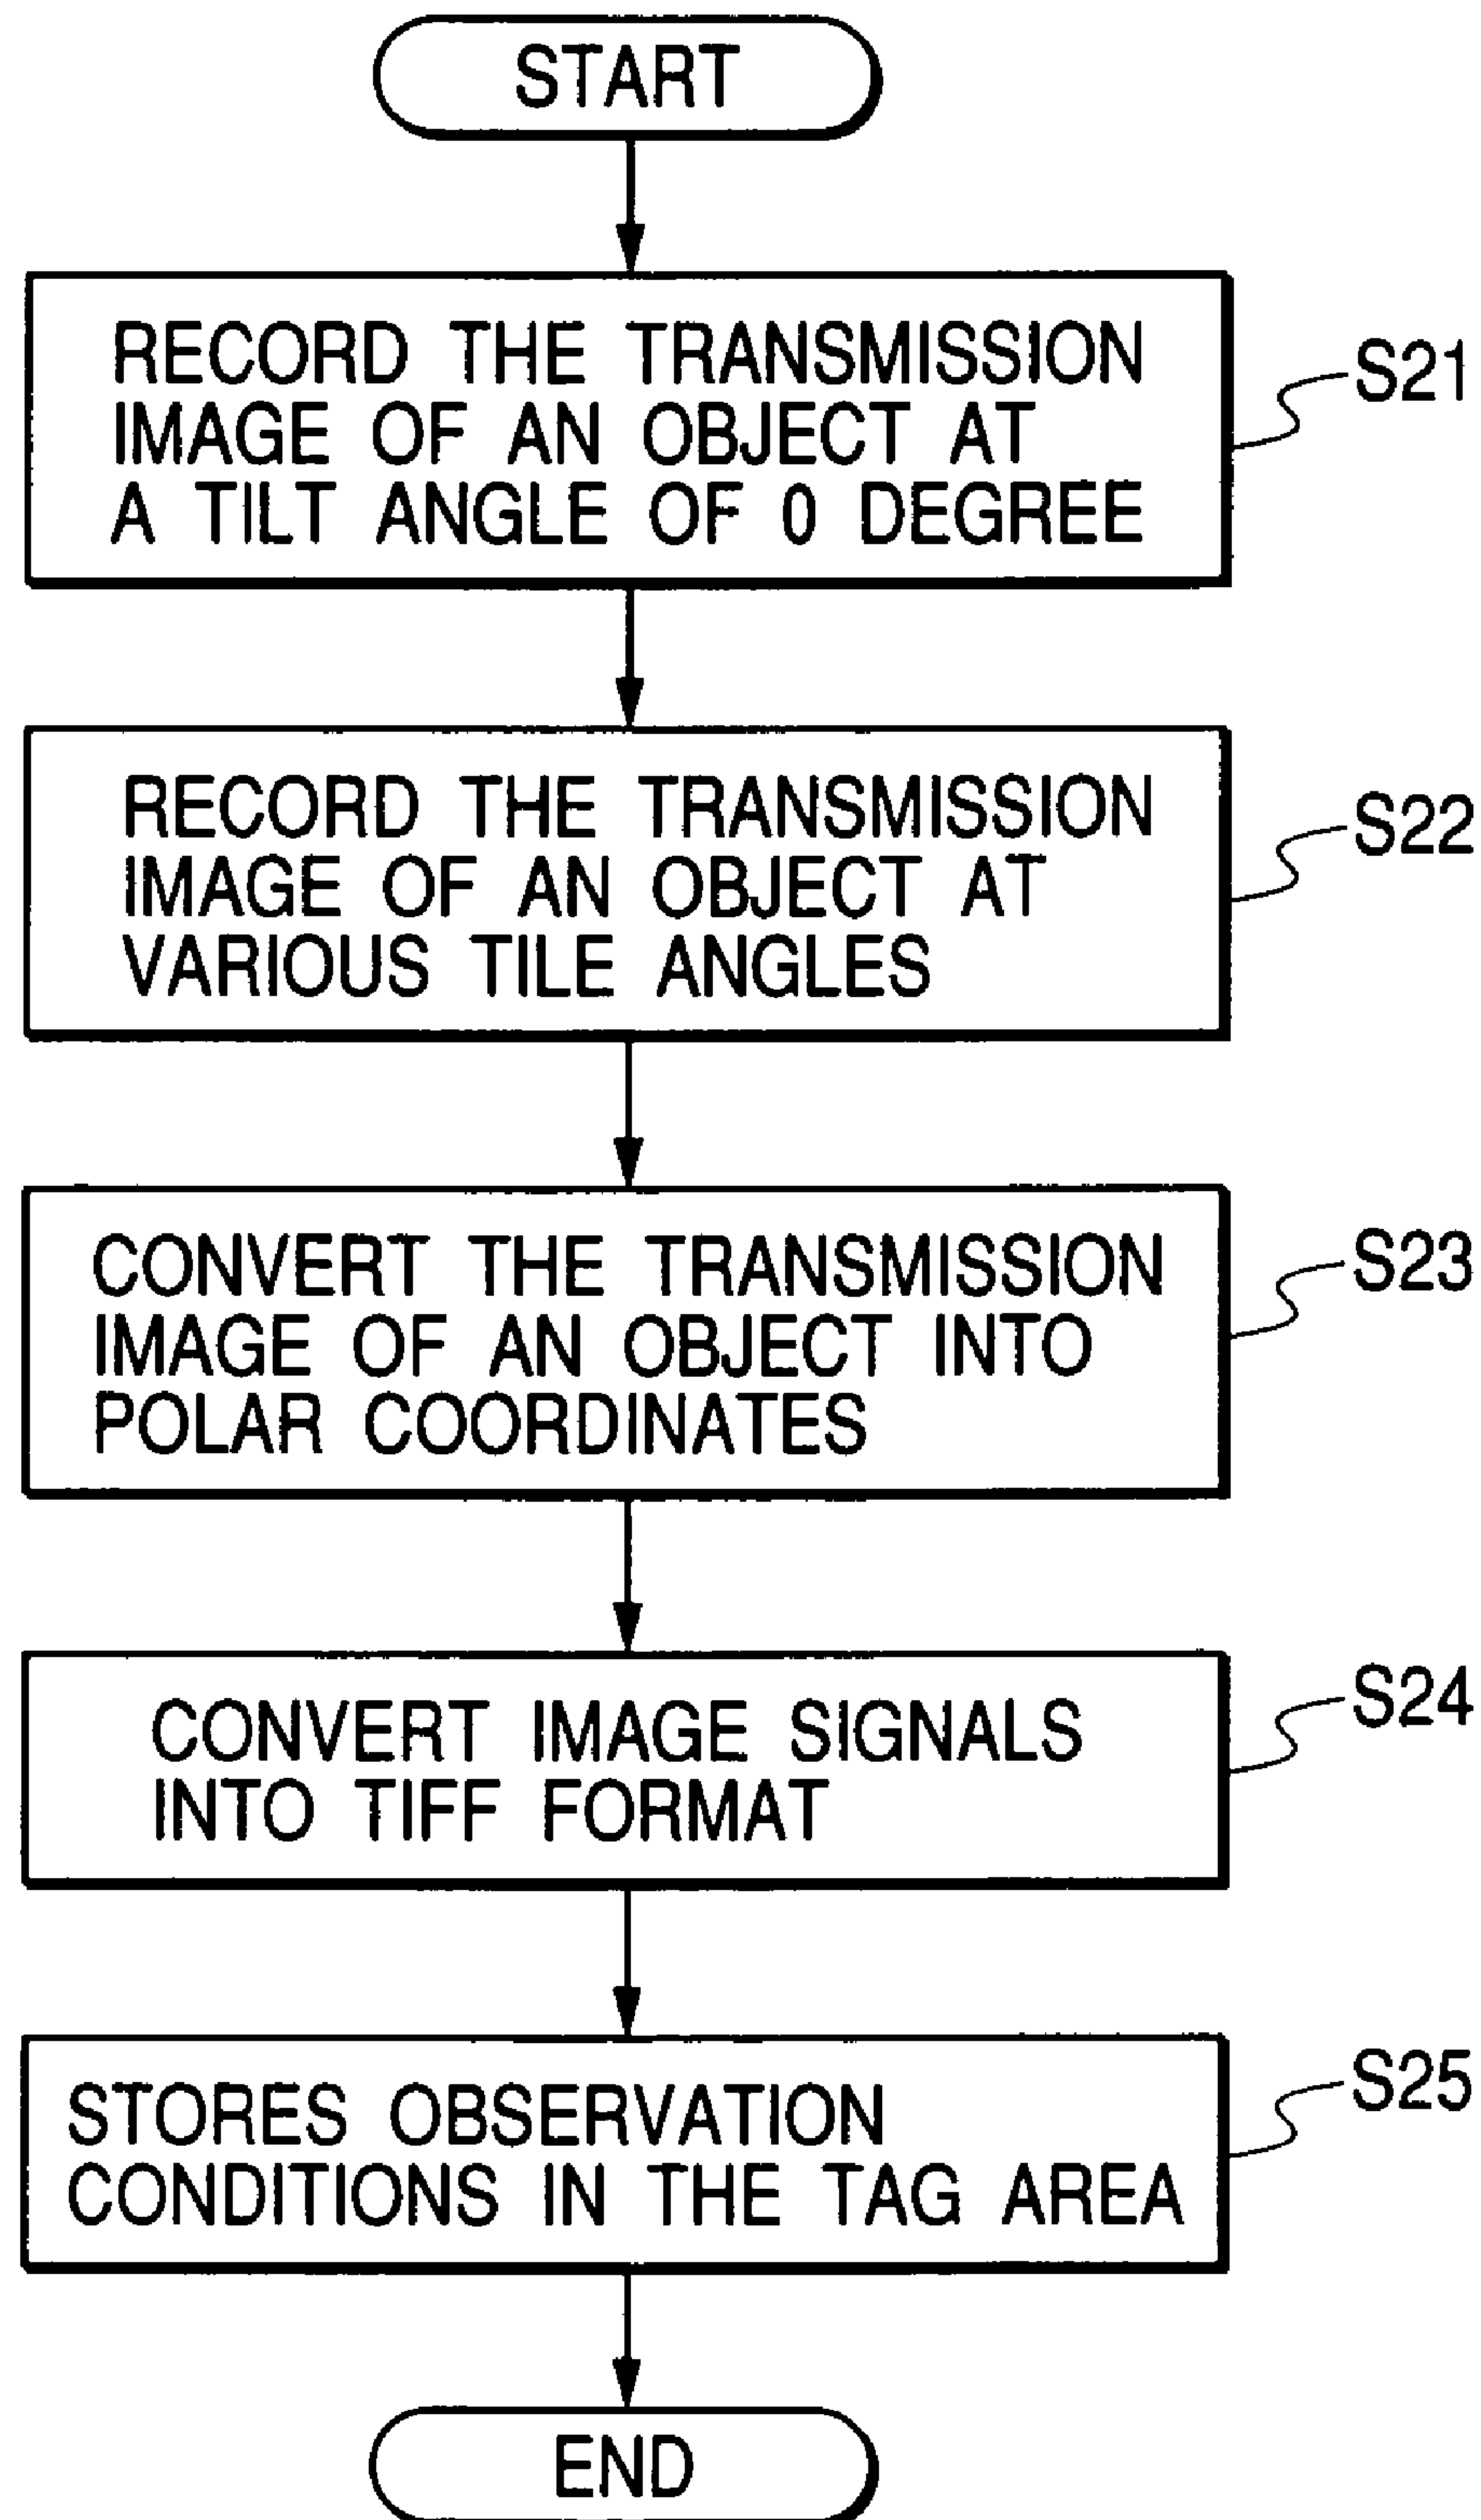 START
RECORD THE TRANSMISSION
IMAGE OF AN OBJECT AT
A TILT ANGLE OF 0 DEGREE
S21
RECORD THE TRANSMISSION
IMAGE OF AN OBJECT AT
VARIOUS TILE ANGLES
S22
CONVERT THE TRANSMISSION
IMAGE OF AN OBJECT INTO
POLAR COORDINATES
S23
CONVERT IMAGE SIGNALS
INTO TIFF FORMAT
S24
STORES OBSERVATION
CONDITIONS IN THE TAG AREA
S25
END